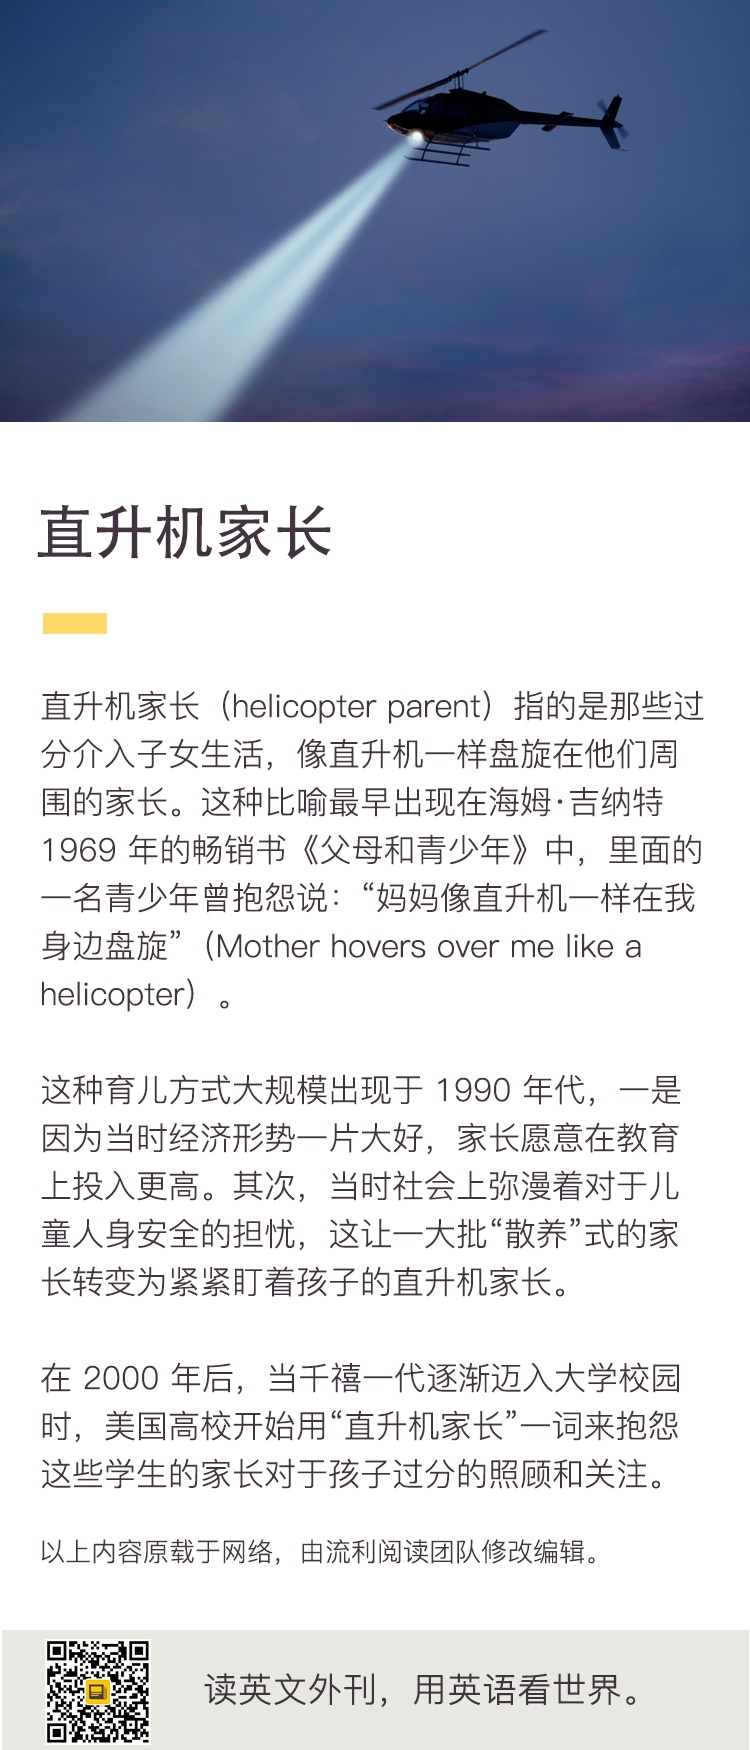 直升机家长
直升机家长（helicopter parent）指的是那些过
分介入子女生活，像直升机一样盘旋在他们周
围的家长。这种比喻最早出现在海姆·吉纳特
1969 年的畅销书《父母和青少年》中，里面的
一名青少年曾抱怨说：“妈妈像直升机一样在我
身边盘旋”（Mother hovers over me like a
helicopter）。
这种育儿方式大规模出现于 1990 年代，一是
因为当时经济形势一片大好，家长愿意在教育
上投入更高。其次，当时社会上弥漫着对于儿
童人身安全的担忧，这让一大批“散养”式的家
长转变为紧紧盯着孩子的直升机家长。
在 2000 年后，当千禧一代逐渐迈入大学校园
时，美国高校开始用“直升机家长”一词来抱怨
这些学生的家长对于孩子过分的照顾和关注。
以上内容原载于网络，由流利阅读团队修改编辑。
读英文外刊，用英语看世界。